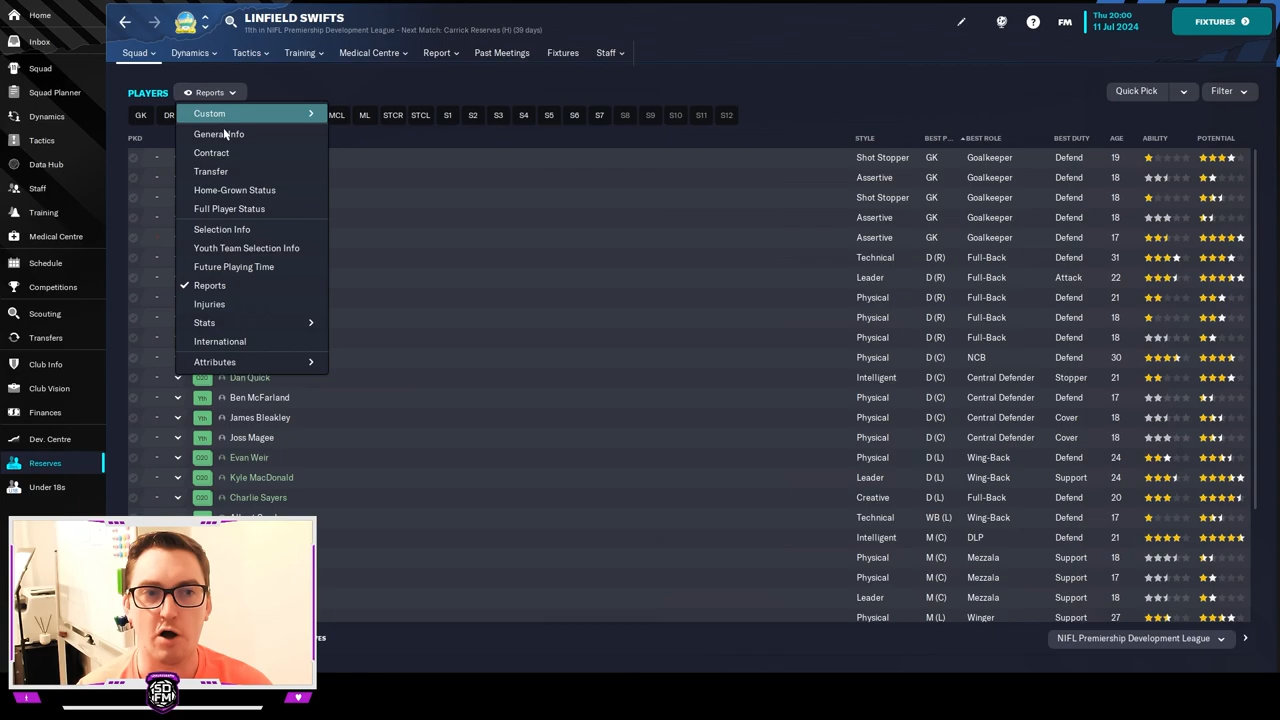 Home
Inbox
Squad
Squad Planner
Dynamics
Tactics
Data Hub
Staff
Training
Medical Centre
Schedule
Competitions
Scouting
Transfers
Club Info
Club Vision
Finances
Dev. Centre
Reserves
Under 18s
LINFIELD SWIFTS
11th in NIFL Premiership Development League - Next Match: Carrick Reserves (H) (39 days)
FM
Thu 20:00
11 Jul 2024
FIXTURES
Squad Dynamics Tactics Training Medical Centre Report Past Meetings Fixtures Staff
PLAYERS Reports Quick Pick Filter
GK DR MCL ML STCR STCL S1 S2 S3 S4 S5 S6 S7 S8 S9 S10 S11 S12
Custom
General Info
Contract
Transfer
Home-Grown Status
Full Player Status
Selection Info
Youth Team Selection Info
Future Playing Time
Reports
Injuries
Stats
International
Attributes
PKD STYLE BEST P... BEST ROLE BEST DUTY AGE ABILITY POTENTIAL
Shot Stopper GK Goalkeeper Defend 19
Assertive GK Goalkeeper Defend 18
Shot Stopper GK Goalkeeper Defend 18
Assertive GK Goalkeeper Defend 18
Assertive GK Goalkeeper Defend 17
Technical D (R) Full-Back Defend 31
Leader D (R) Full-Back Attack 22
Physical D (R) Full-Back Defend 21
Physical D (R) Full-Back Defend 18
Physical D (R) Full-Back Defend 18
Physical D (C) NCB Defend 30
O20 Dan Quick Intelligent D (C) Central Defender Stopper 21
Yth Ben McFarland Physical D (C) Central Defender Defend 17
Yth James Bleakley Physical D (C) Central Defender Cover 18
Yth Joss Magee Physical D (C) Central Defender Cover 18
O20 Evan Weir Physical D (L) Wing-Back Defend 24
O20 Kyle MacDonald Leader D (L) Wing-Back Support 24
O20 Charlie Sayers Creative D (L) Full-Back Defend 20
Technical WB (L) Wing-Back Defend 17
Intelligent M (C) DLP Defend 21
Physical M (C) Mezzala Support 18
Physical M (C) Mezzala Support 17
Leader M (C) Mezzala Support 18
Physical M (L) Winger Support 27
NIFL Premiership Development League